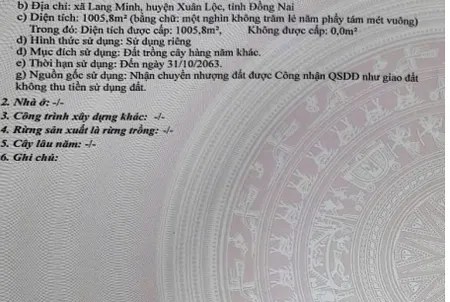 b) Địa chỉ: xã Lang Minh, huyện Xuân Lộc, tỉnh Đồng Nai
c) Diện tích: 1005,8m² (bằng chữ: một nghìn không trăm lẻ năm phẩy tám mét vuông)
Trong đó: Diện tích được cấp: 1005,8m², Không được cấp: 0,0m²
d) Hình thức sử dụng: Sử dụng riêng
đ) Mục đích sử dụng: Đất trồng cây hàng năm khác.
e) Thời hạn sử dụng: Đến ngày 31/10/2063.
g) Nguồn gốc sử dụng: Nhận chuyển nhượng đất được Công nhận QSDĐ như giao đất
không thu tiền sử dụng đất.
2. Nhà ở: -/-
3. Công trình xây dựng khác: -/-
4. Rừng sản xuất là rừng trồng: -/-
5. Cây lâu năm: -/-
6. Ghi chú: